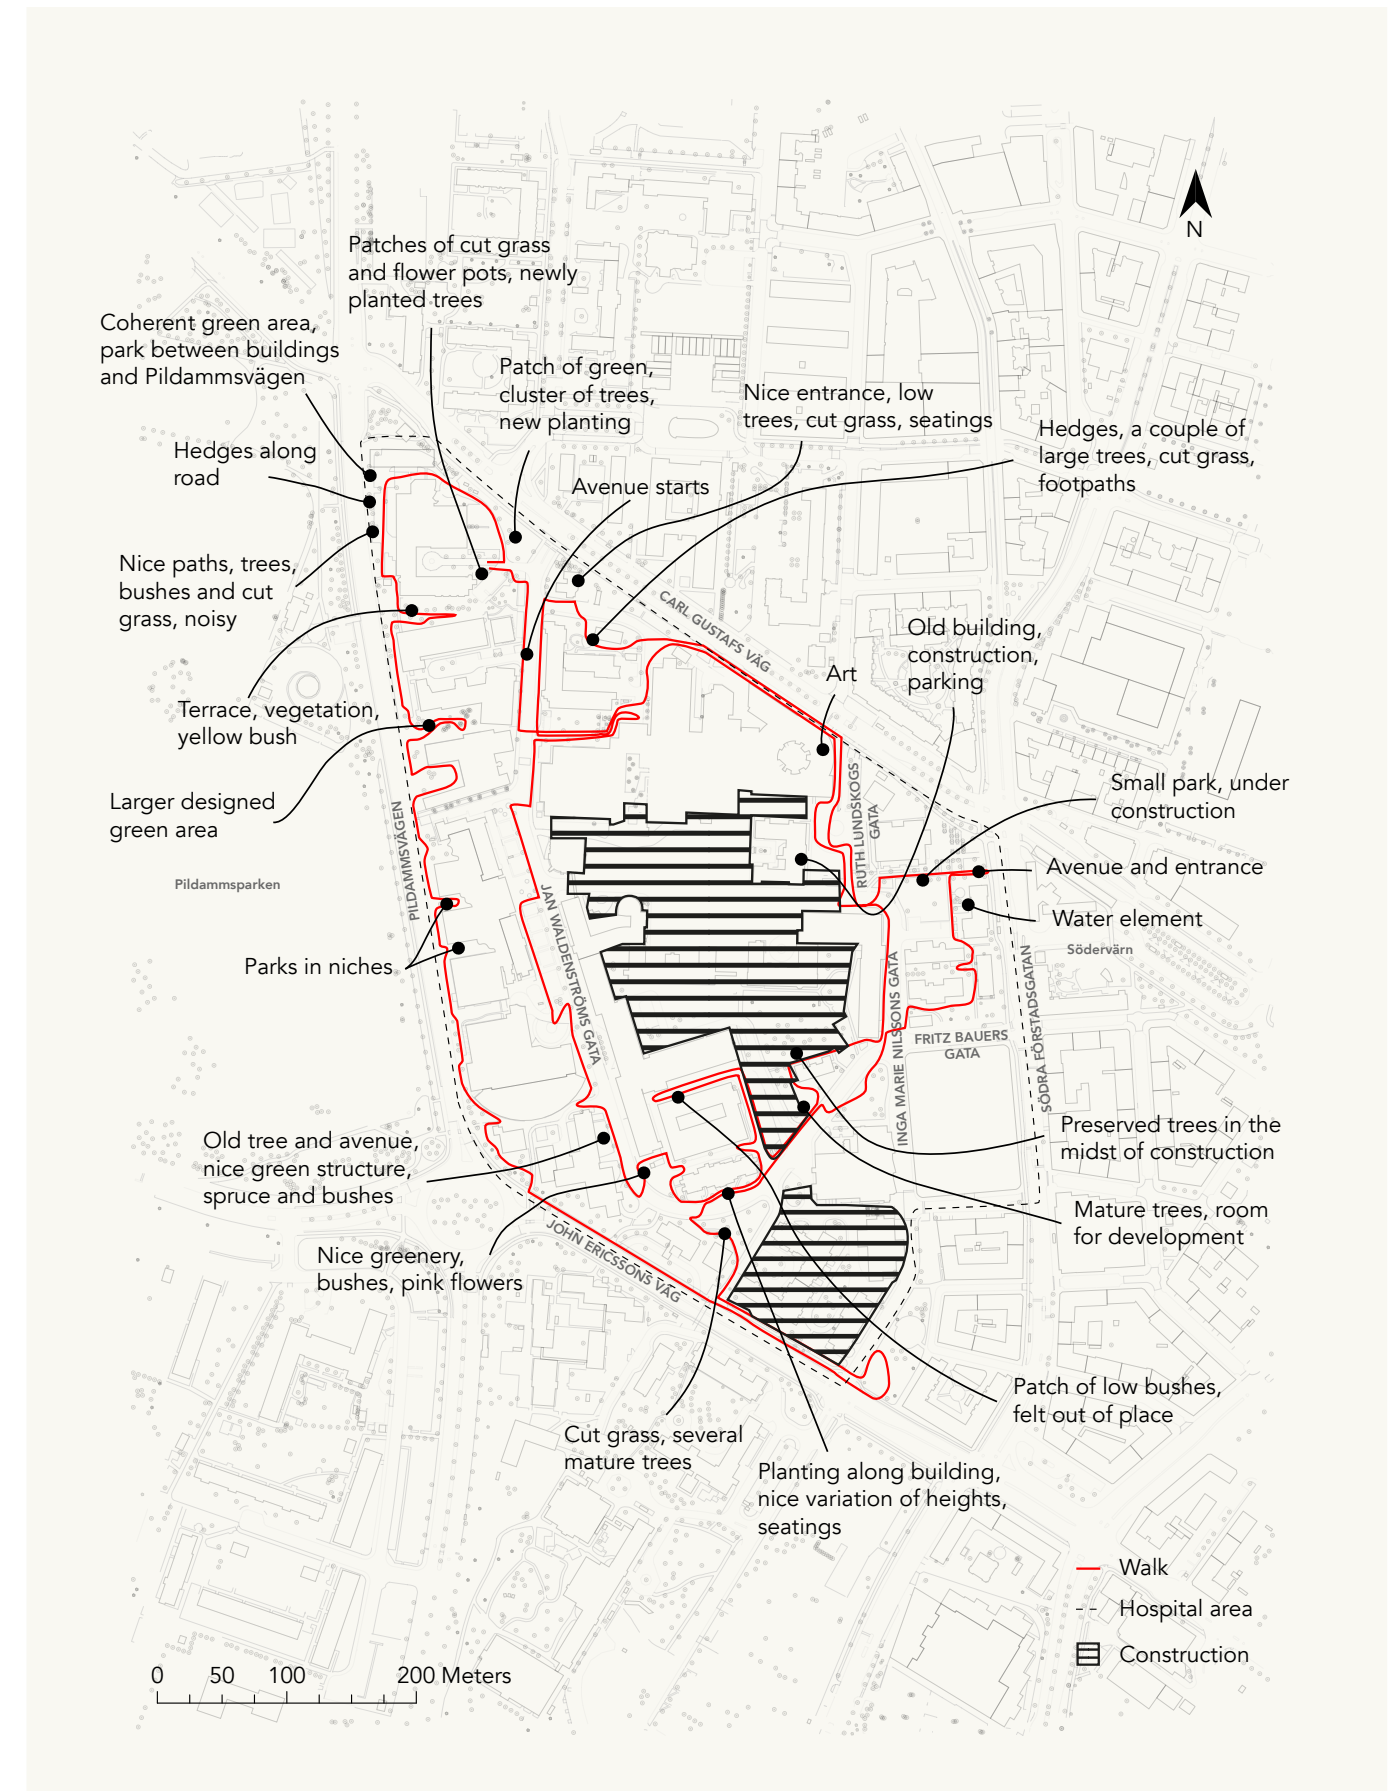 N
Patches of cut grass
and flower pots, newly
planted trees
Coherent green area,
park between buildings
and Pildammsvägen
Patch of green,
cluster of trees,
new planting
Nice entrance, low
trees, cut grass, seatings
Hedges, a couple of
large trees, cut grass,
footpaths
Hedges along
road
Avenue starts
Nice paths, trees,
bushes and cut
grass, noisy
CARL GUSTAFS VÄG
Old building,
construction,
parking
Art
Terrace, vegetation,
yellow bush
Larger designed
green area
Small park, under
construction
RUTH LUNDSKOGS
GATA
PILDAMMSVÄGEN
Avenue and entrance
Pildammsparken
Water element
JAN WALDENSTRÖMS GATA
Södervärn
Parks in niches
INGA MARIE NILSSONS GATA
FRITZ BAUERS
GATA
SÖDRA FÖRSTADSGATAN
Preserved trees in the
midst of construction
Old tree and avenue,
nice green structure,
spruce and bushes
Mature trees, room
for development
Nice greenery,
bushes, pink flowers
JOHN ERICSSONS VÄG
Patch of low bushes,
felt out of place
Cut grass, several
mature trees
Planting along building,
nice variation of heights,
seatings
Walk
Hospital area
Construction
0 50 100 200 Meters